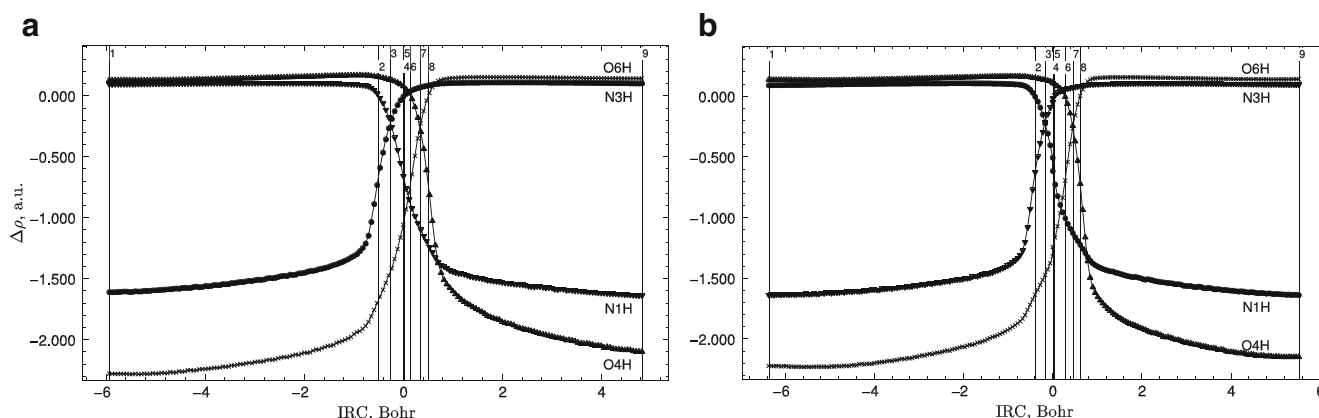 a
1 2 3 4 5 6 7 8 9
O6H
N3H
N1H
O4H
0.000
−0.500
−1.000
−1.500
−2.000
Δρ, a.u.
−6 −4 −2 0 2 4
IRC, Bohr
b
1 2 3 4 5 6 7 8 9
O6H
N3H
N1H
O4H
0.000
−0.500
−1.000
−1.500
−2.000
−6 −4 −2 0 2 4 6
IRC, Bohr